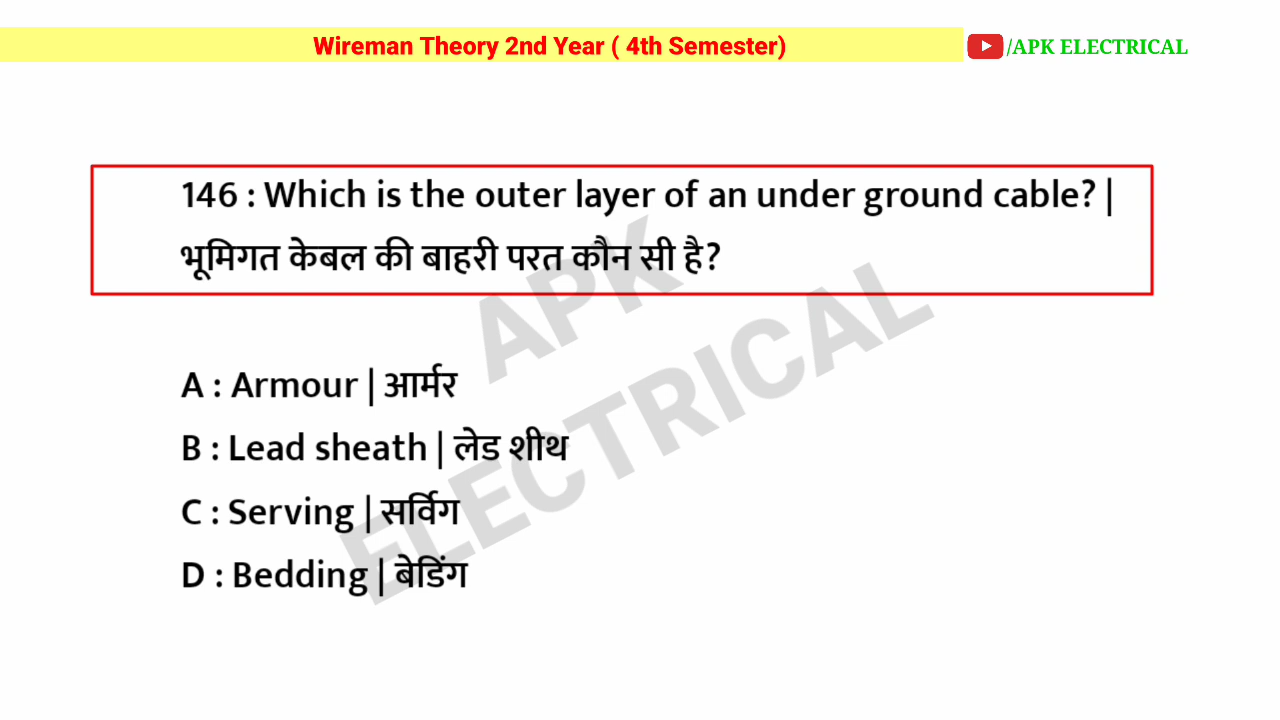 Wireman Theory 2nd Year ( 4th Semester)
/APK ELECTRICAL
146 : Which is the outer layer of an under ground cable? |
भूमिगत केबल की बाहरी परत कौन सी है?
APK
ELECTRICAL
A : Armour | आर्मर
B : Lead sheath | लेड शीथ
C : Serving | सर्विग
D : Bedding | बेडिंग